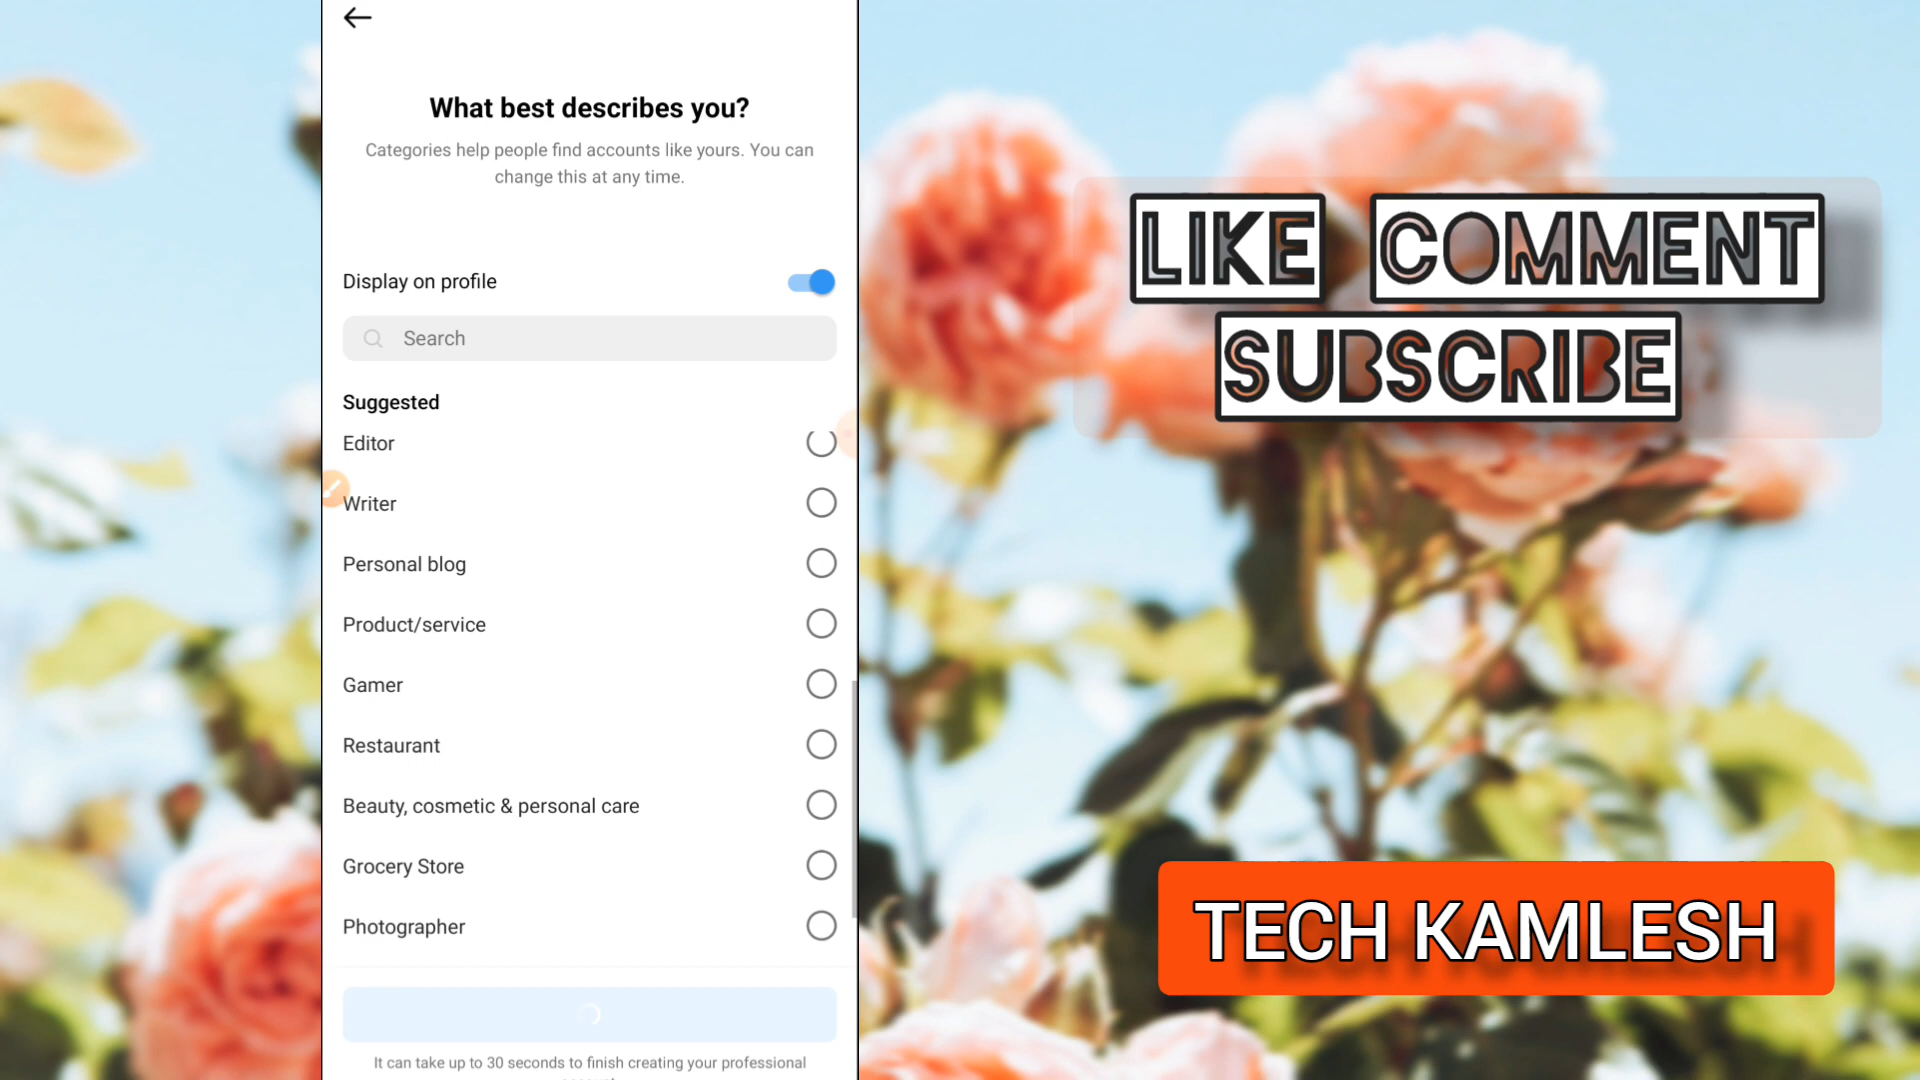 What best describes you?
Categories help people find accounts like yours. You can
change this at any time.
Display on profile
Search
Suggested
Editor
Writer
Personal blog
Product/service
Gamer
Restaurant
Beauty, cosmetic & personal care
Grocery Store
Photographer
It can take up to 30 seconds to finish creating your professional
LIKE COMMENT
SUBSCRIBE
TECH KAMLESH